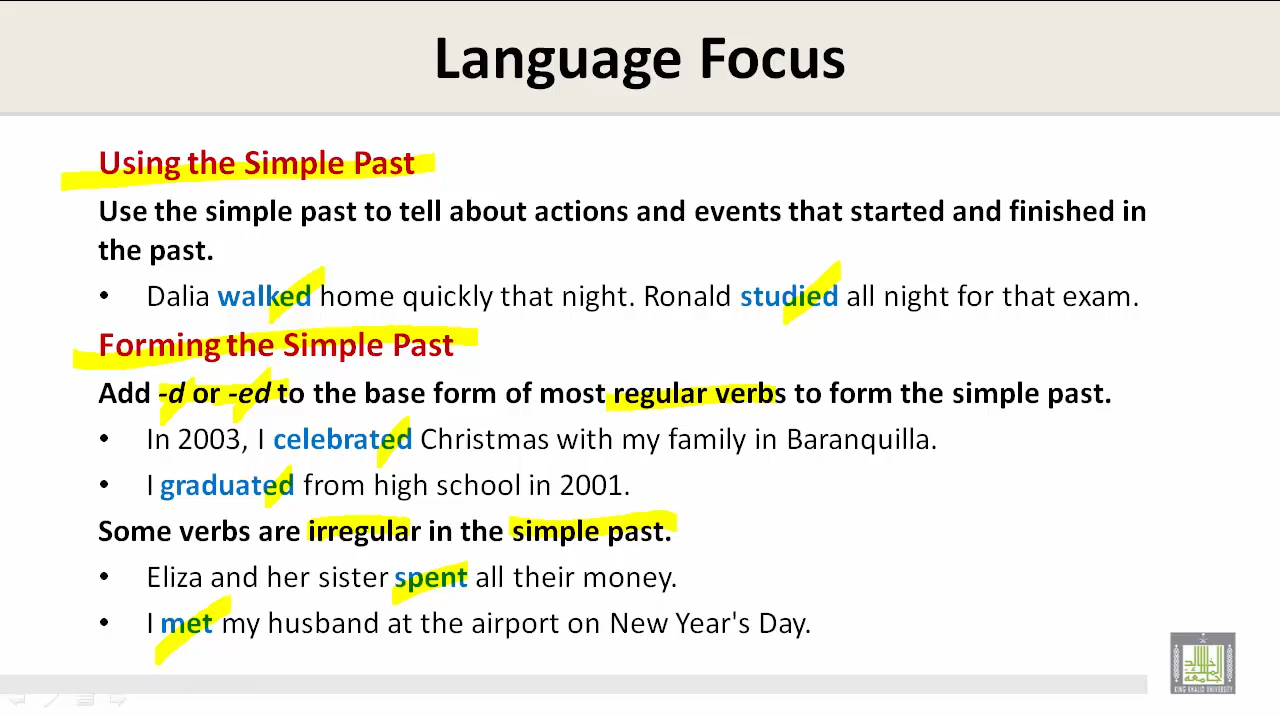 Language Focus
Using the Simple Past
Use the simple past to tell about actions and events that started and finished in
the past.
• Dalia walked home quickly that night. Ronald studied all night for that exam.
Forming the Simple Past
Add -d or -ed to the base form of most regular verbs to form the simple past.
• In 2003, I celebrated Christmas with my family in Baranquilla.
• I graduated from high school in 2001.
Some verbs are irregular in the simple past.
• Eliza and her sister spent all their money.
• I met my husband at the airport on New Year's Day.
KING KHALID UNIVERSITY